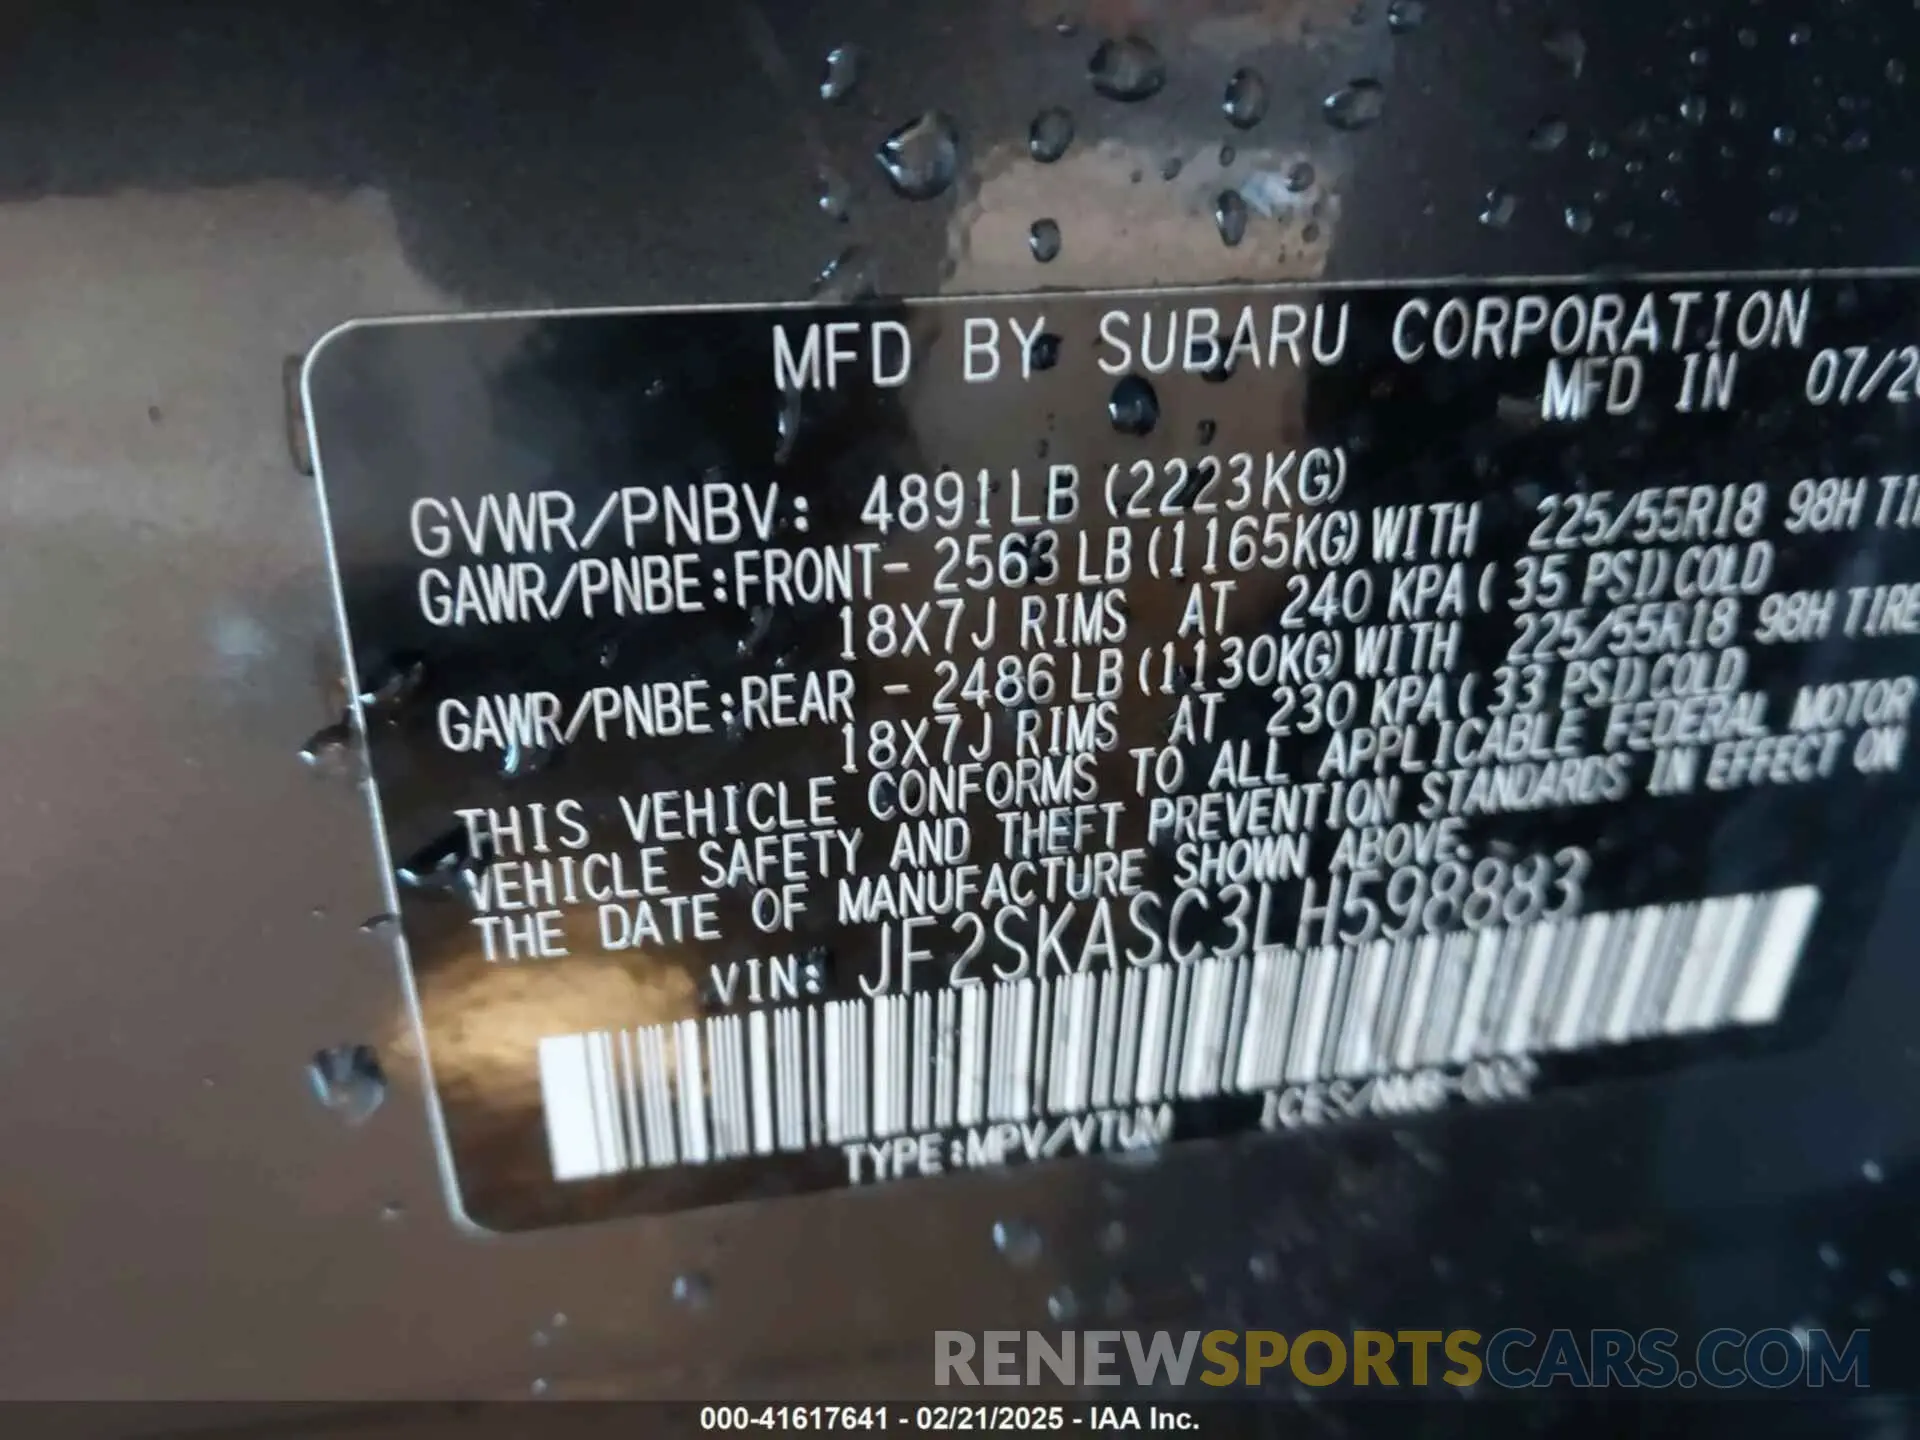 MFD BY SUBARU CORPORATION
MFD IN 07/20
GVWR/PNBV: 4891LB (2223KG)
GAWR/PNBE:FRONT- 2563 LB (1165KG) WITH 225/55R18 98H TIRE
18X7J RIMS AT 240 KPA ( 35 PSI) COLD
GAWR/PNBE:REAR - 2486 LB (1130KG) WITH 225/55R18 98H TIRE
18X7J RIMS AT 230 KPA ( 33 PSI) COLD
THIS VEHICLE CONFORMS TO ALL APPLICABLE FEDERAL MOTOR
VEHICLE SAFETY AND THEFT PREVENTION STANDARDS IN EFFECT ON
THE DATE OF MANUFACTURE SHOWN ABOVE.
VIN: JF2SKASC3LH598883
TYPE:MPV/VTUM
RENEWSPORTSCARS.COM
000-41617641 - 02/21/2025 - IAA Inc.